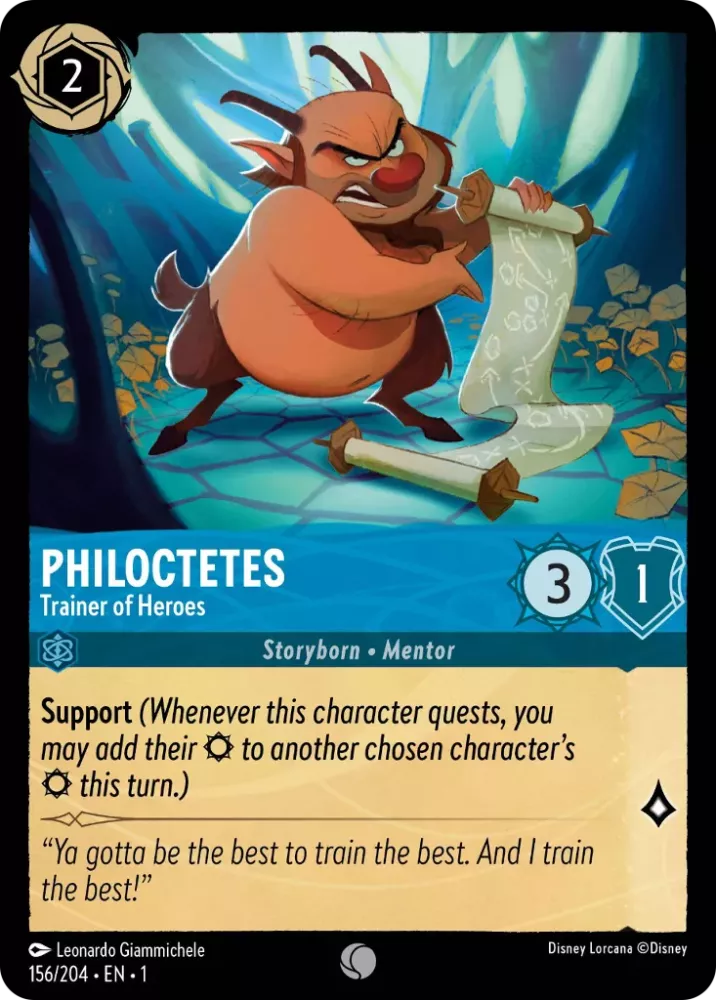 2
PHILOCTETES
Trainer of Heroes
3
1
Storyborn • Mentor
Support (Whenever this character quests, you
may add their to another chosen character's
this turn.)
“Ya gotta be the best to train the best. And I train
the best!”
Leonardo Giammichele
Disney Lorcana ©Disney
156/204 • EN • 1